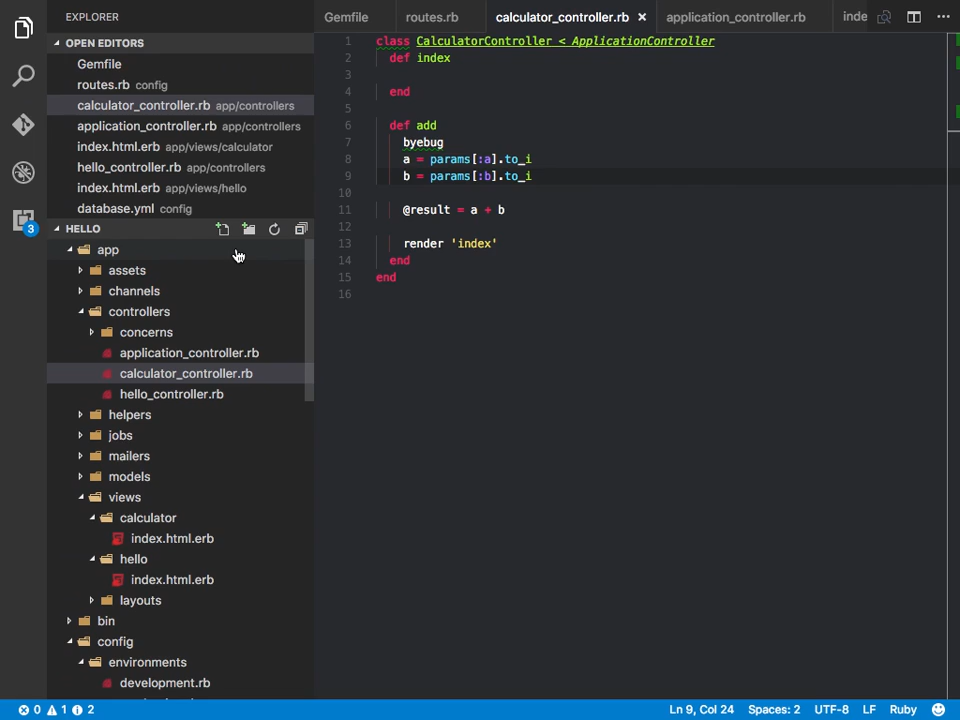 EXPLORER
OPEN EDITORS
Gemfile
routes.rb config
calculator_controller.rb app/controllers
application_controller.rb app/controllers
index.html.erb app/views/calculator
hello_controller.rb app/controllers
index.html.erb app/views/hello
database.yml config
HELLO
app
assets
channels
controllers
concerns
application_controller.rb
calculator_controller.rb
hello_controller.rb
helpers
jobs
mailers
models
views
calculator
index.html.erb
hello
index.html.erb
layouts
bin
config
environments
development.rb
3
Gemfile routes.rb calculator_controller.rb × application_controller.rb inde
1 class CalculatorController < ApplicationController
2 def index
3
4 end
5
6 def add
7 byebug
8 a = params[:a].to_i
9 b = params[:b].to_i
10
11 @result = a + b
12
13 render 'index'
14 end
15 end
16
0 1 2 Ln 9, Col 24 Spaces: 2 UTF-8 LF Ruby